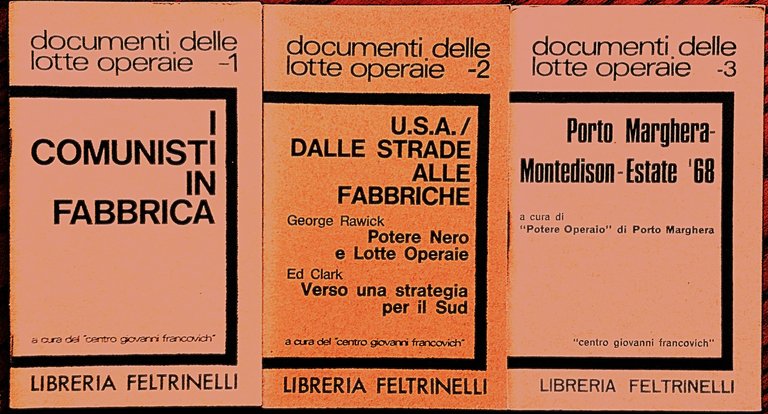 documenti delle
lotte operaie -1
I
COMUNISTI
IN
FABBRICA
a cura del "centro giovanni francovich"
LIBRERIA FELTRINELLI
documenti delle
lotte operaie -2
U.S.A./
DALLE STRADE
ALLE
FABBRICHE
George Rawick
Potere Nero
e Lotte Operaie
Ed Clark
Verso una strategia
per il Sud
a cura del "centro giovanni francovich"
LIBRERIA FELTRINELLI
documenti delle
lotte operaie -3
Porto Marghera-
Montedison-Estate '68
a cura di
"Potere Operaio" di Porto Marghera
"centro giovanni francovich"
LIBRERIA FELTRINELLI